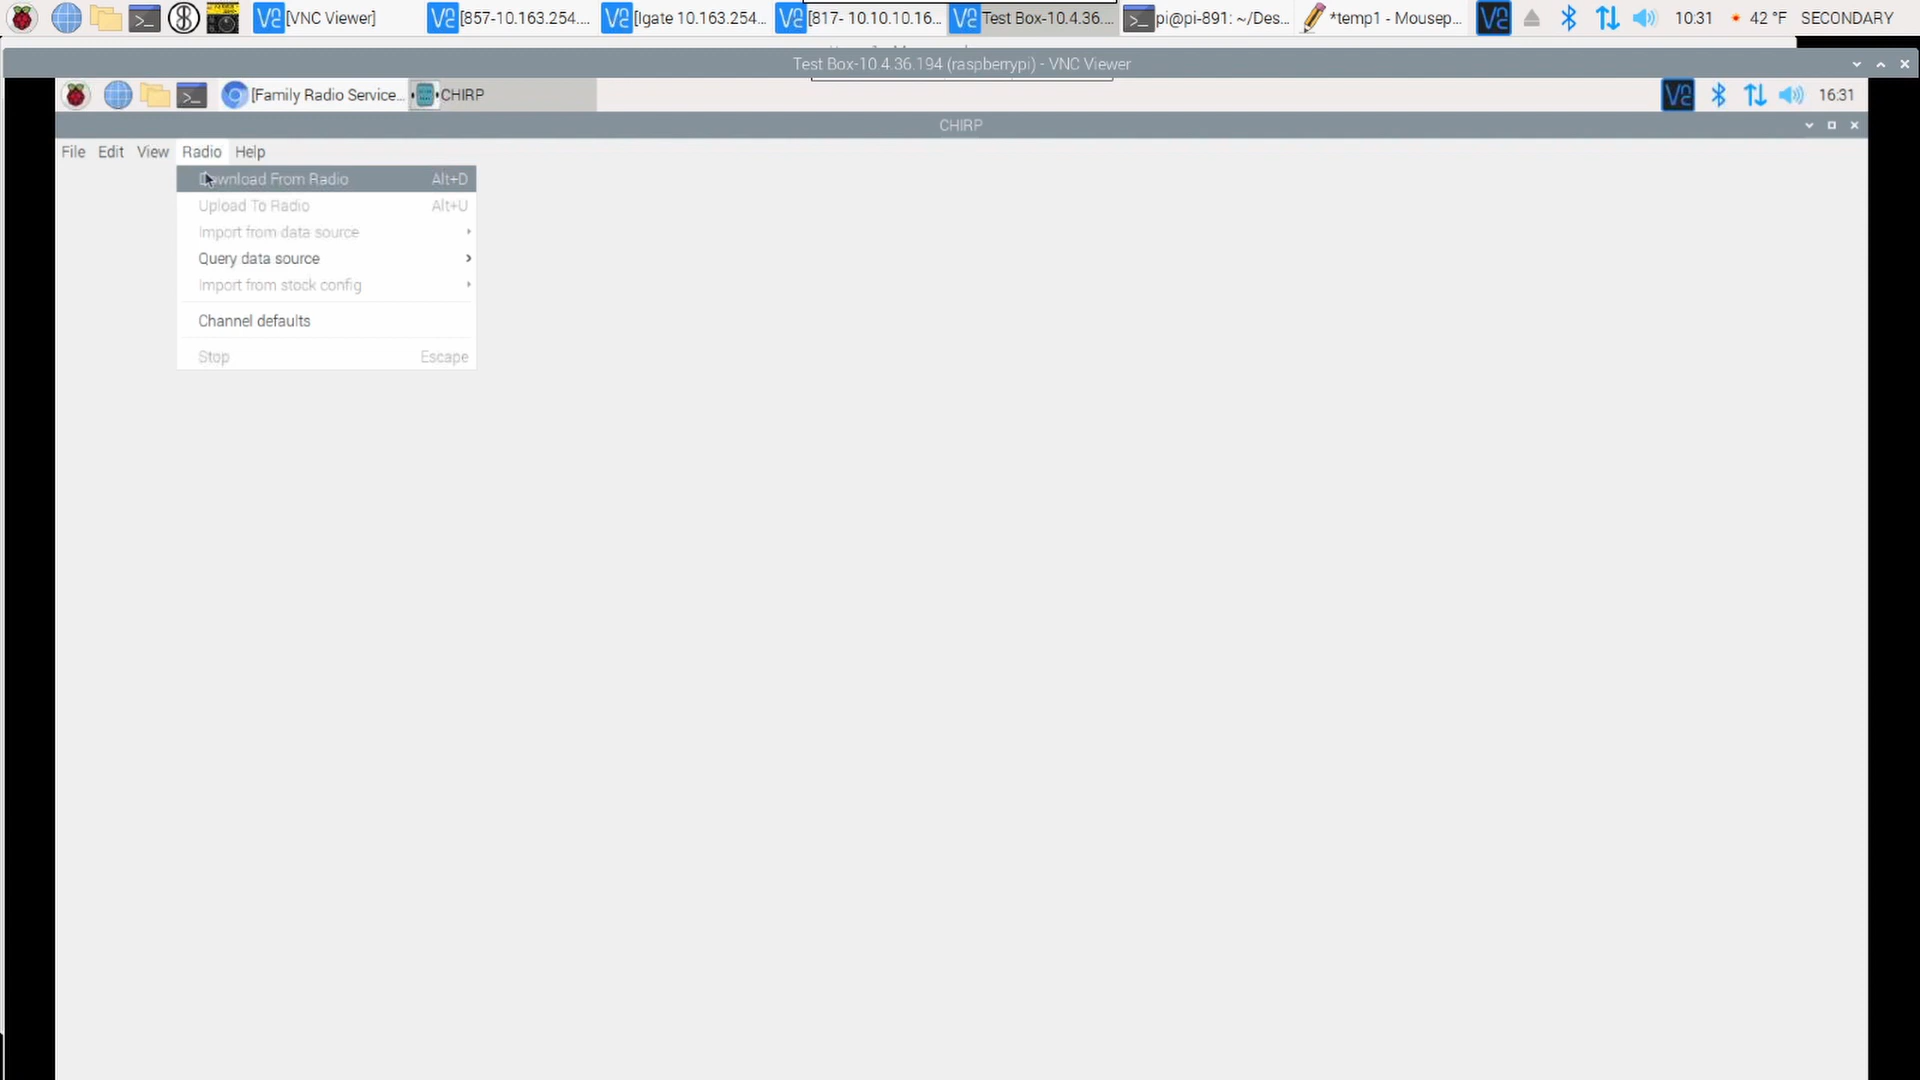 [VNC Viewer] [857-10.163.254.... [Igate 10.163.254... [817- 10.10.10.16... Test Box-10.4.36.... pi@pi-891: ~/Des... *temp1 - Mousep... 10:31 42 °F SECONDARY
Test Box-10.4.36.194 (raspberrypi) - VNC Viewer
[Family Radio Service... CHIRP 16:31
CHIRP
File Edit View Radio Help
Download From Radio Alt+D
Upload To Radio Alt+U
Import from data source
Query data source
Import from stock config
Channel defaults
Stop Escape